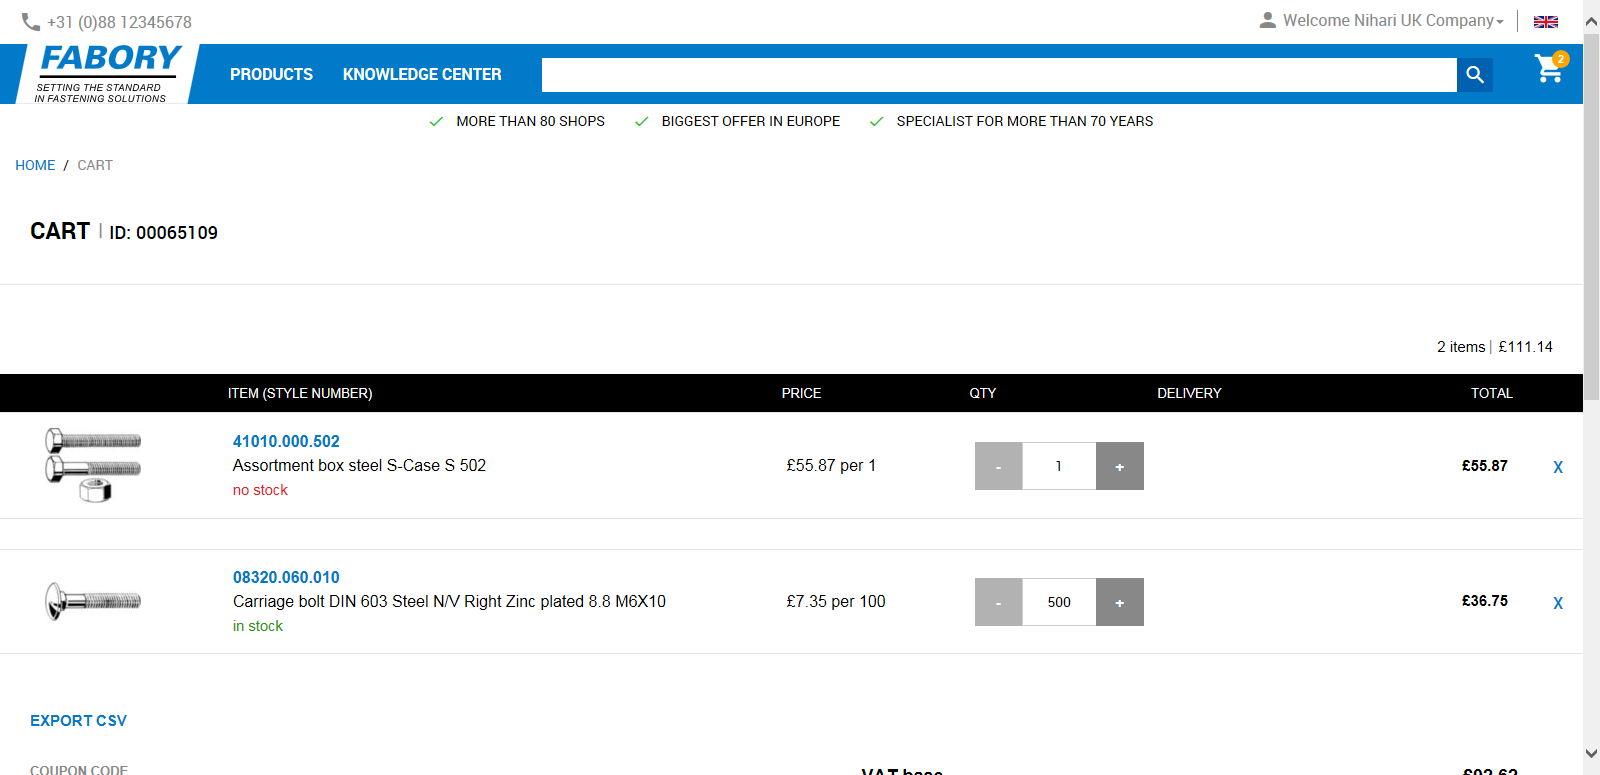 +31 (0)88 12345678
Welcome Nihari UK Company
FABORY
SETTING THE STANDARD
IN FASTENING SOLUTIONS
PRODUCTS KNOWLEDGE CENTER
2
MORE THAN 80 SHOPS BIGGEST OFFER IN EUROPE SPECIALIST FOR MORE THAN 70 YEARS
HOME / CART
CART | ID: 00065109
2 items | £111.14
ITEM (STYLE NUMBER) PRICE QTY DELIVERY TOTAL
41010.000.502
Assortment box steel S-Case S 502 £55.87 per 1 - 1 + £55.87 X
no stock
08320.060.010
Carriage bolt DIN 603 Steel N/V Right Zinc plated 8.8 M6X10 £7.35 per 100 - 500 + £36.75 X
in stock
EXPORT CSV
COUPON CODE VAT base £92.62